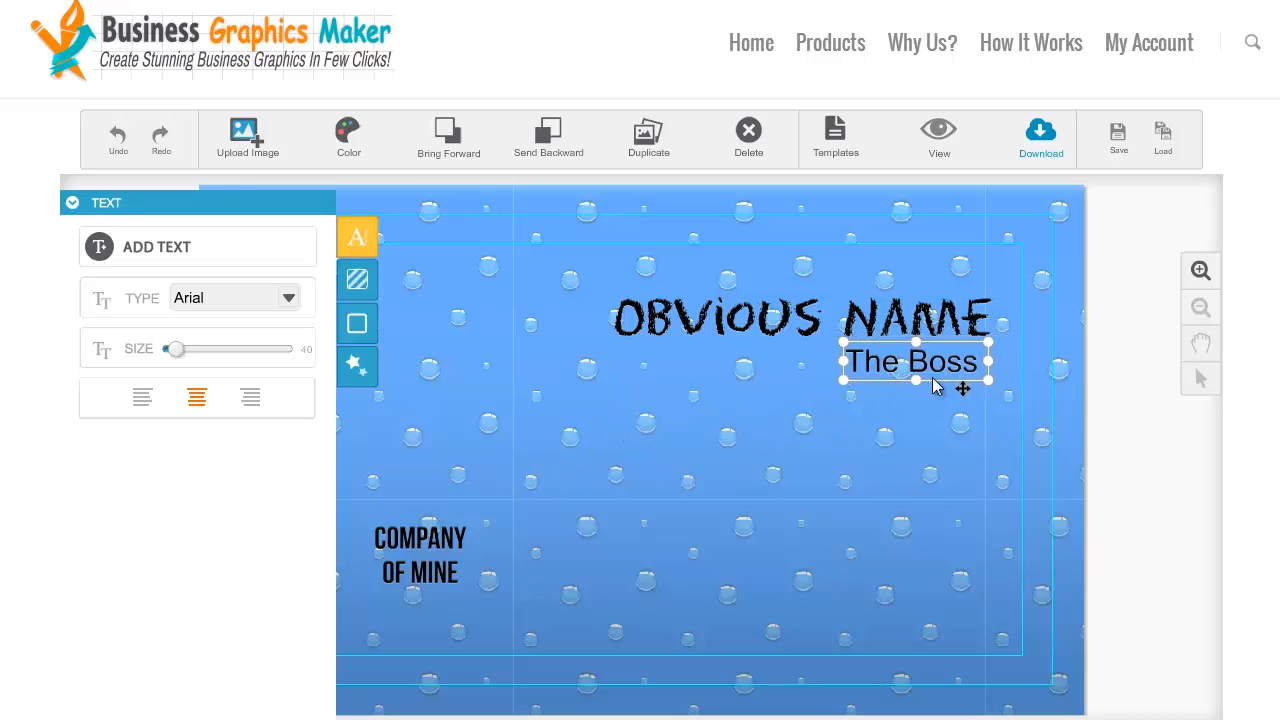 Business Graphics Maker
Create Stunning Business Graphics In Few Clicks!
Home Products Why Us? How It Works My Account
Undo Redo Upload Image Color Bring Forward Send Backward Duplicate Delete Templates View Download Save Load
TEXT
T+ ADD TEXT
TT TYPE Arial
TT SIZE 40
A
OBViOUS NAME
The Boss
COMPANY
OF MINE